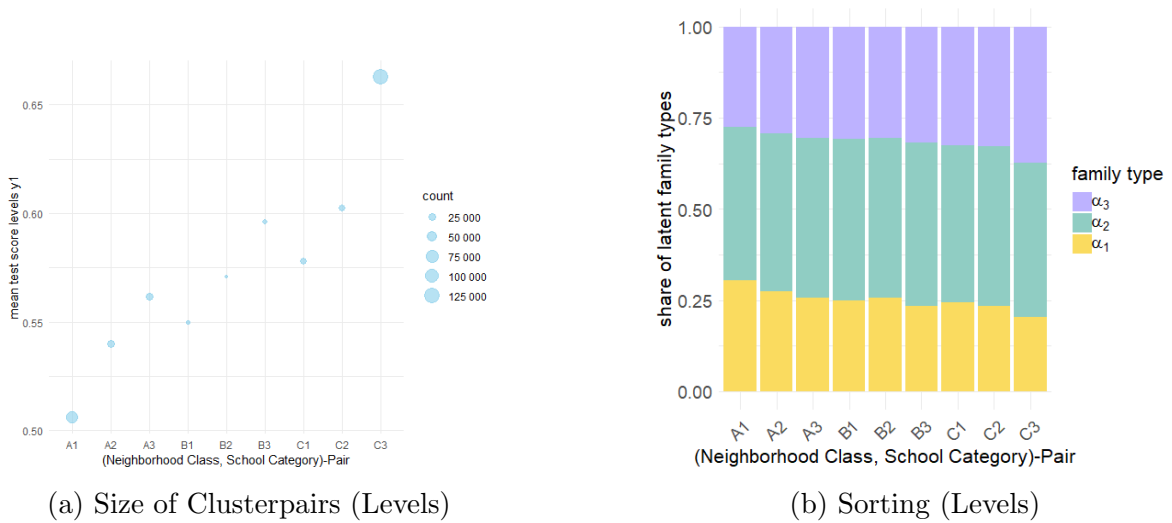 mean test score levels y1
0.65
0.60
0.55
0.50
A1 A2 A3 B1 B2 B3 C1 C2 C3
(Neighborhood Class, School Category)-Pair
count
25 000
50 000
75 000
100 000
125 000
(a) Size of Clusterpairs (Levels)
share of latent family types
1.00
0.75
0.50
0.25
0.00
A1 A2 A3 B1 B2 B3 C1 C2 C3
(Neighborhood Class, School Category)-Pair
family type
α3
α2
α1
(b) Sorting (Levels)